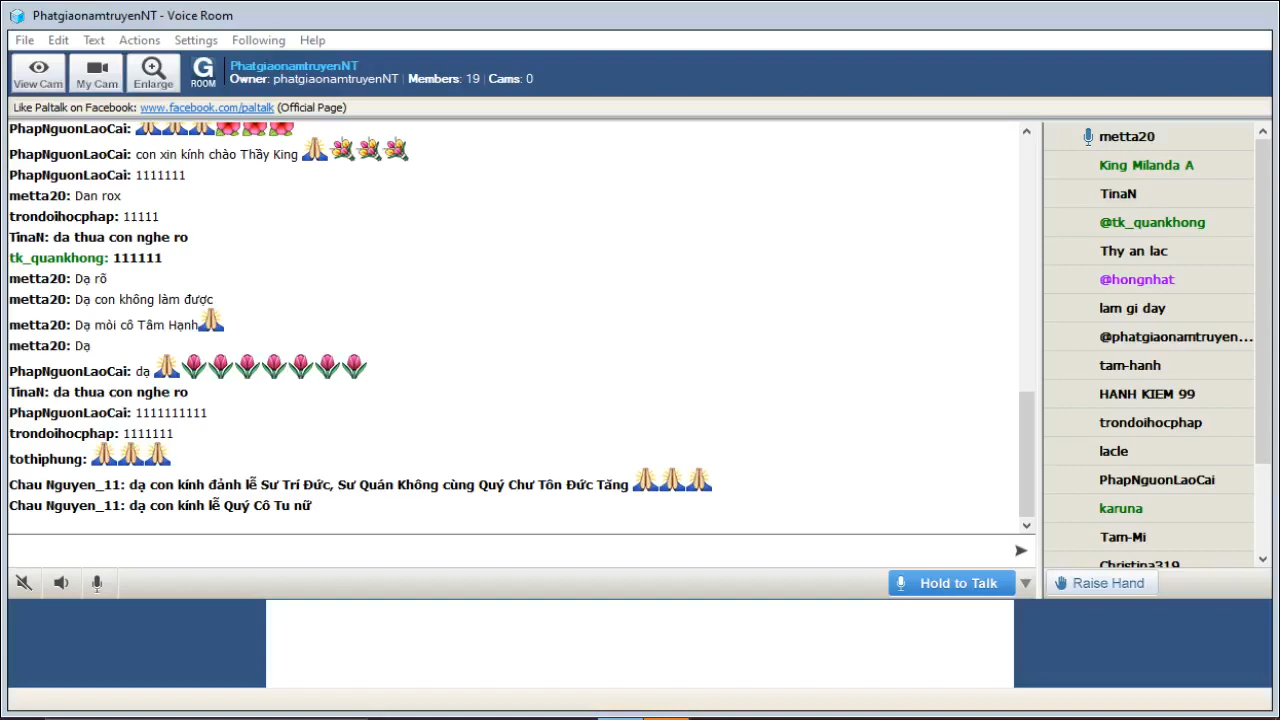 PhatgiaonamtruyenNT - Voice Room
File Edit Text Actions Settings Following Help
View Cam My Cam Enlarge G ROOM
PhatgiaonamtruyenNT
Owner: phatgiaonamtruyenNT | Members: 19 | Cams: 0
Like Paltalk on Facebook: www.facebook.com/paltalk (Official Page)
PhapNguonLaoCai:
PhapNguonLaoCai: con xin kính chào Thầy King
PhapNguonLaoCai: 1111111
metta20: Dan rox
trondoihocphap: 11111
TinaN: da thua con nghe ro
tk_quankhong: 111111
metta20: Dạ rõ
metta20: Dạ con không làm được
metta20: Dạ mòi cô Tâm Hạnh
metta20: Dạ
PhapNguonLaoCai: dạ
TinaN: da thua con nghe ro
PhapNguonLaoCai: 1111111111
trondoihocphap: 1111111
tothiphung:
Chau Nguyen_11: dạ con kính đảnh lễ Sư Trí Đức, Sư Quán Không cùng Quý Chư Tôn Đức Tăng
Chau Nguyen_11: dạ con kính lễ Quý Cô Tu nữ
metta20
King Milanda A
TinaN
@tk_quankhong
Thy an lac
@hongnhat
lam gi day
@phatgiaonamtruyen...
tam-hanh
HANH KIEM 99
trondoihocphap
lacle
PhapNguonLaoCai
karuna
Tam-Mi
Christina319
Hold to Talk
Raise Hand